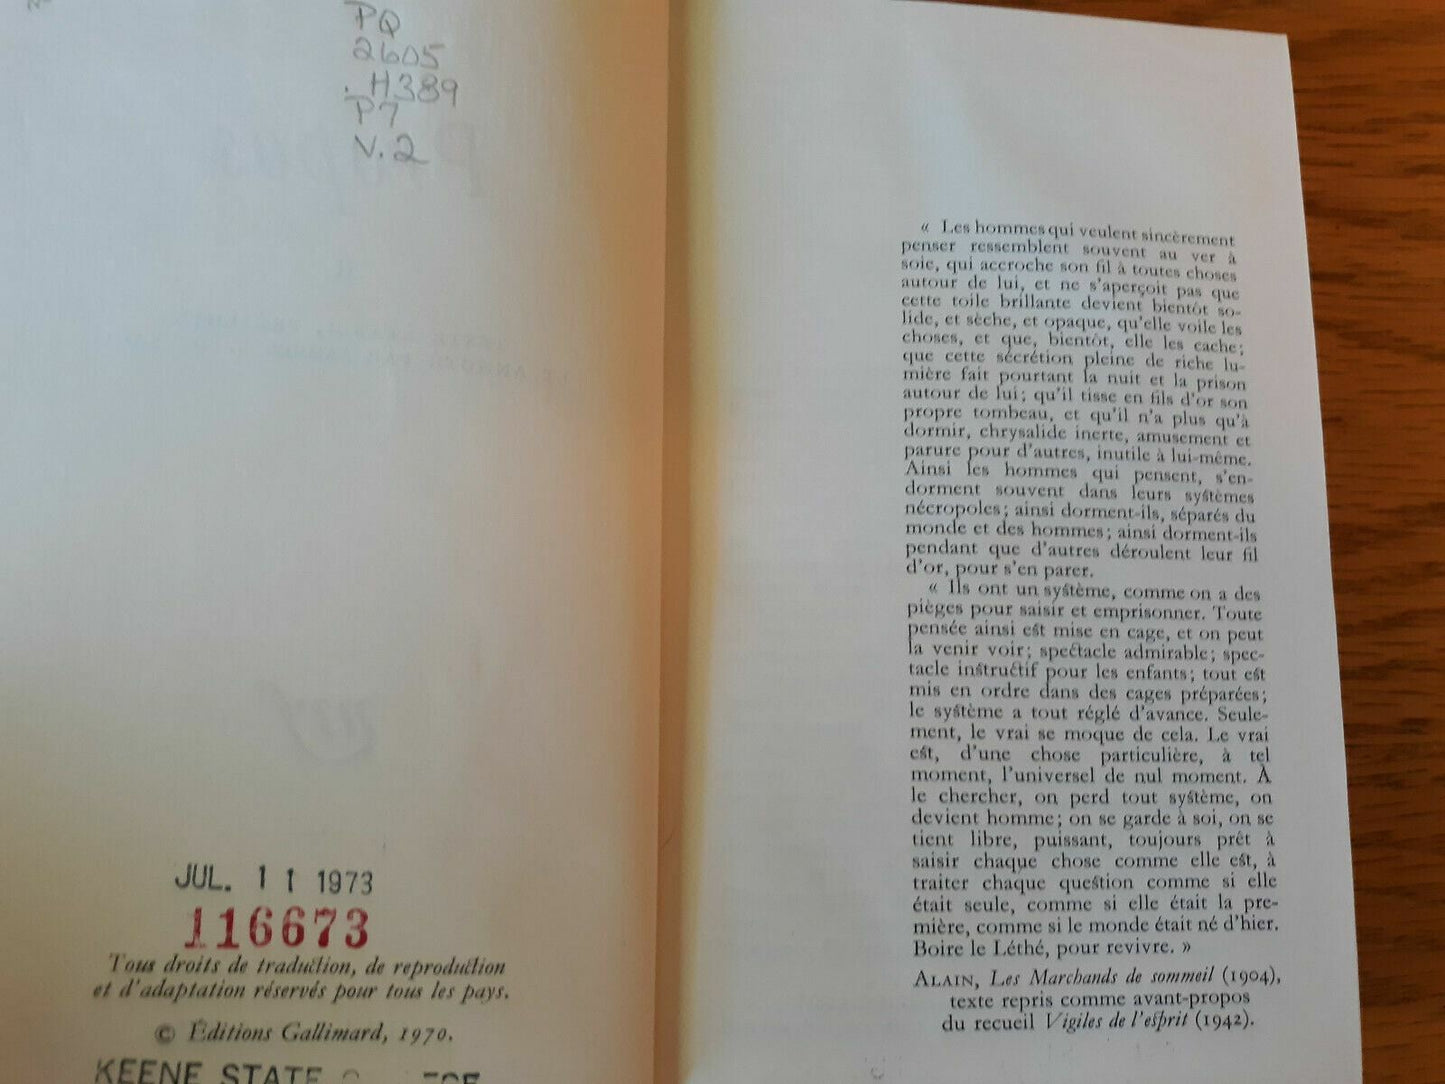 PQ
2605
.H389
P7
V.2
Propus
JUL. 11 1973
116673
Tous droits de traduction, de reproduction
et d'adaptation réservés pour tous les pays.
© Éditions Gallimard, 1970.
KEENE STATE
« Les hommes qui veulent sincèrement
penser ressemblent souvent au ver à
soie, qui accroche son fil à toutes choses
autour de lui, et ne s'aperçoit pas que
cette toile brillante devient bientôt so-
lide, et sèche, et opaque, qu'elle voile les
choses, et que, bientôt, elle les cache;
que cette sécrétion pleine de riche lu-
mière fait pourtant la nuit et la prison
autour de lui; qu'il tisse en fils d'or son
propre tombeau, et qu'il n'a plus qu'à
dormir, chrysalide inerte, amusement et
parure pour d'autres, inutile à lui-même.
Ainsi les hommes qui pensent, s'en-
dorment souvent dans leurs systèmes
nécropoles; ainsi dorment-ils, séparés du
monde et des hommes; ainsi dorment-ils
pendant que d'autres déroulent leur fil
d'or, pour s'en parer.
« Ils ont un système, comme on a des
pièges pour saisir et emprisonner. Toute
pensée ainsi est mise en cage, et on peut
la venir voir; spectacle admirable; spec-
tacle instructif pour les enfants; tout est
mis en ordre dans des cages préparées;
le système a tout réglé d'avance. Seule-
ment, le vrai se moque de cela. Le vrai
est, d'une chose particulière, à tel
moment, l'universel de nul moment. À
le chercher, on perd tout système, on
devient homme; on se garde à soi, on se
tient libre, puissant, toujours prêt à
saisir chaque chose comme elle est, à
traiter chaque question comme si elle
était seule, comme si elle était la pre-
mière, comme si le monde était né d'hier.
Boire le Léthé, pour revivre. »
ALAIN, Les Marchands de sommeil (1904),
texte repris comme avant-propos
du recueil Vigiles de l'esprit (1942).